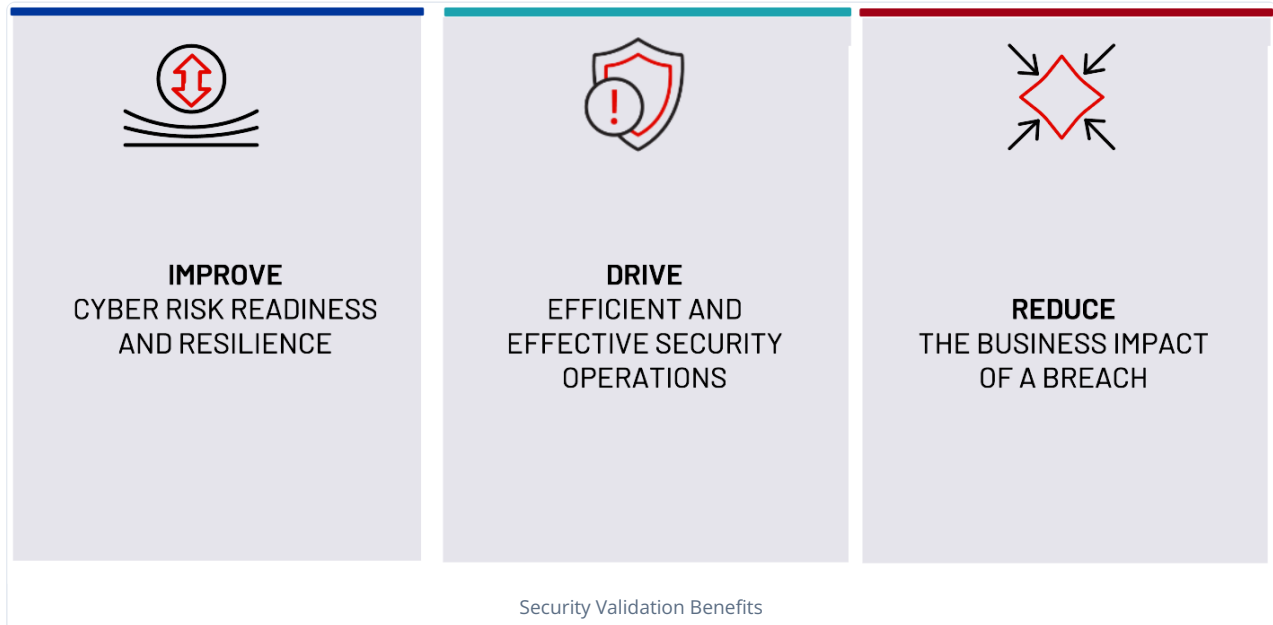 IMPROVE
CYBER RISK READINESS
AND RESILIENCE
DRIVE
EFFICIENT AND
EFFECTIVE SECURITY
OPERATIONS
REDUCE
THE BUSINESS IMPACT
OF A BREACH
Security Validation Benefits